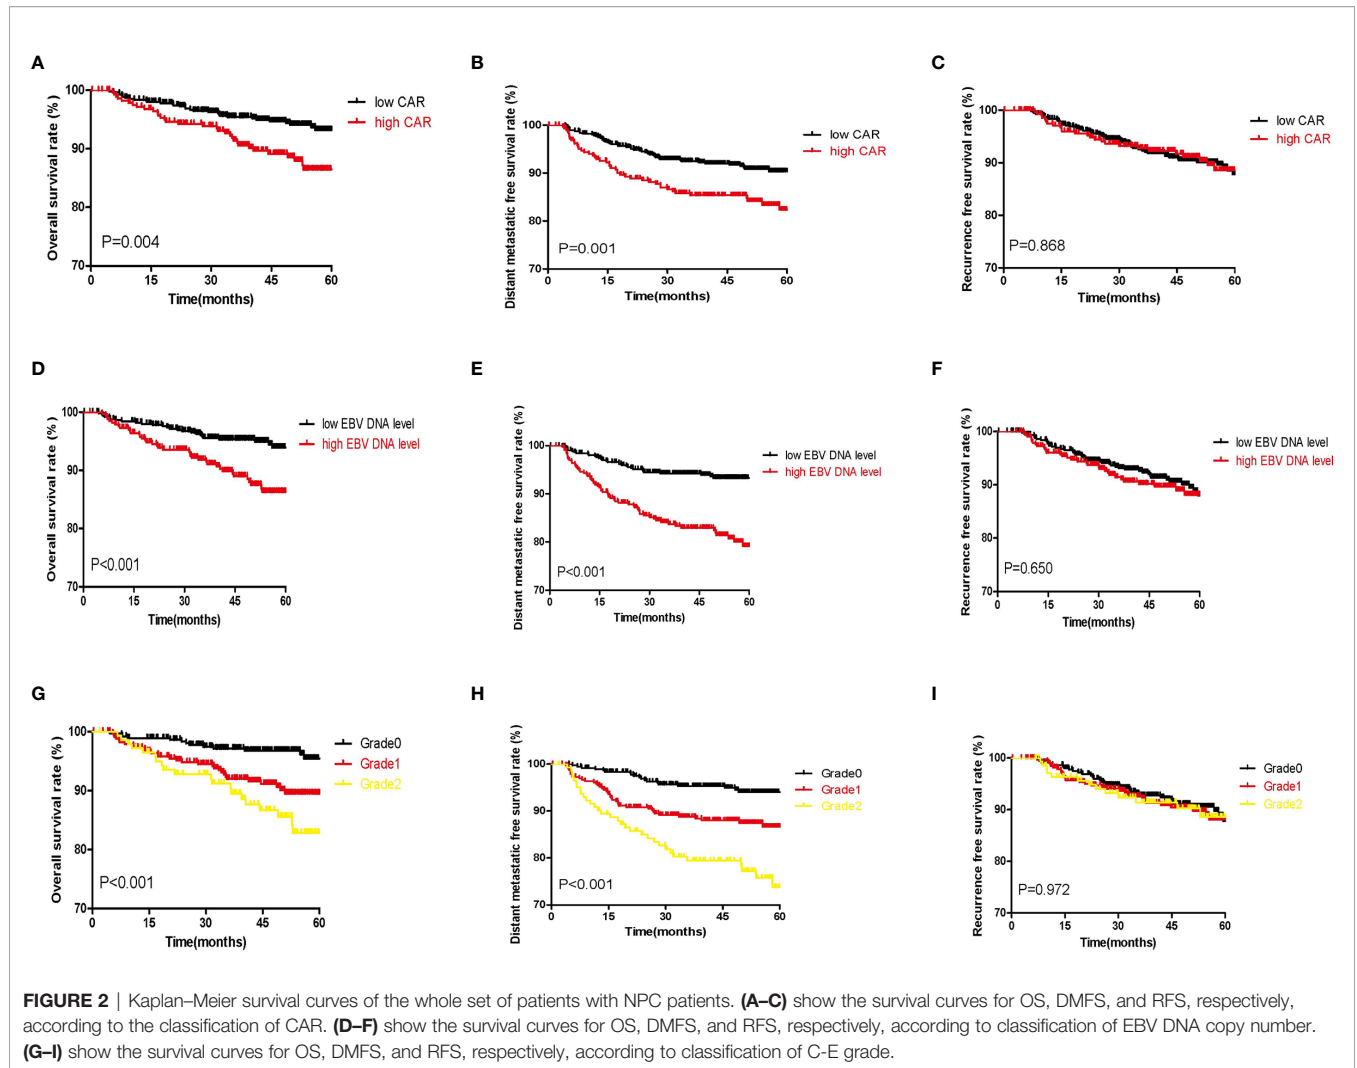 A
Overall survival rate (%)
100
90
80
70
0 15 30 45 60
Time(months)
low CAR
high CAR
P=0.004
B
Distant metastatic free survival rate (%)
100
90
80
70
0 15 30 45 60
Time(months)
low CAR
high CAR
P=0.001
C
Recurrence free survival rate (%)
100
90
80
70
0 15 30 45 60
Time(months)
low CAR
high CAR
P=0.868
D
Overall survival rate (%)
100
90
80
70
0 15 30 45 60
Time(months)
low EBV DNA level
high EBV DNA level
P<0.001
E
Distant metastatic free survival rate (%)
100
90
80
70
0 15 30 45 60
Time(months)
low EBV DNA level
high EBV DNA level
P<0.001
F
Recurrence free survival rate (%)
100
90
80
70
0 15 30 45 60
Time(months)
low EBV DNA level
high EBV DNA level
P=0.650
G
Overall survival rate (%)
100
90
80
70
0 15 30 45 60
Time(months)
Grade0
Grade1
Grade2
P<0.001
H
Distant metastatic free survival rate (%)
100
90
80
70
0 15 30 45 60
Time(months)
Grade0
Grade1
Grade2
P<0.001
I
Recurrence free survival rate (%)
100
90
80
70
0 15 30 45 60
Time(months)
Grade0
Grade1
Grade2
P=0.972
FIGURE 2 | Kaplan–Meier survival curves of the whole set of patients with NPC patients. (A–C) show the survival curves for OS, DMFS, and RFS, respectively,
according to the classification of CAR. (D–F) show the survival curves for OS, DMFS, and RFS, respectively, according to classification of EBV DNA copy number.
(G–I) show the survival curves for OS, DMFS, and RFS, respectively, according to classification of C-E grade.